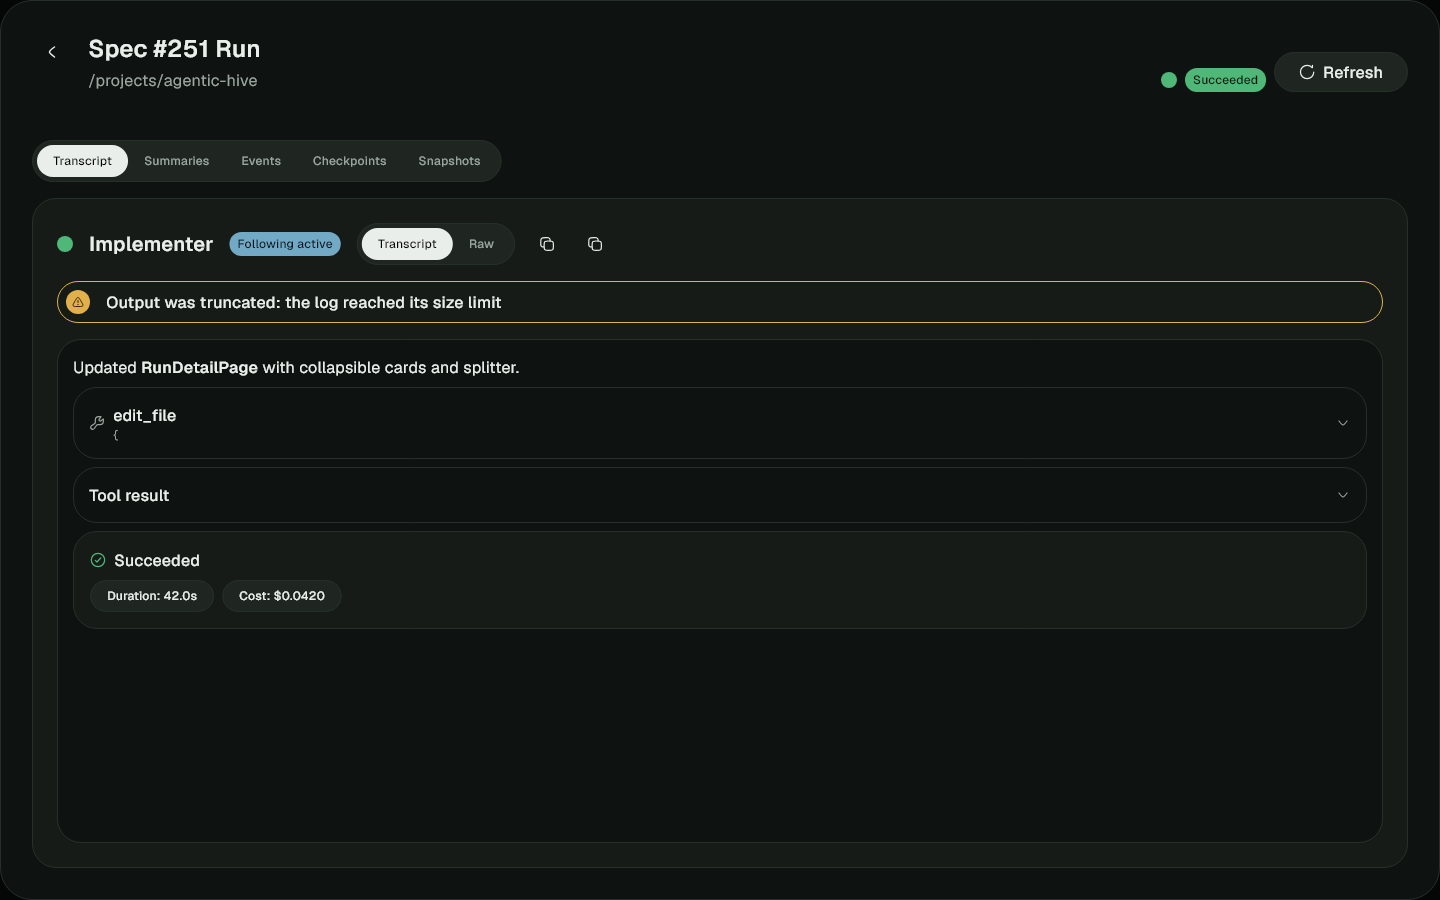 Spec #251 Run
/projects/agentic-hive
Succeeded
Refresh
Transcript
Summaries
Events
Checkpoints
Snapshots
Implementer
Following active
Transcript
Raw
Output was truncated: the log reached its size limit
Updated RunDetailPage with collapsible cards and splitter.
edit_file
{
Tool result
Succeeded
Duration: 42.0s
Cost: $0.0420